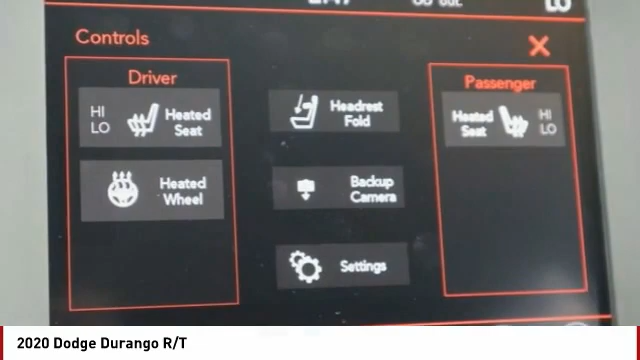 LO
Controls
Driver
Passenger
HI
LO
Heated
Seat
Headrest
Fold
Heated
Seat
HI
LO
Heated
Wheel
Backup
Camera
Settings
2020 Dodge Durango R/T